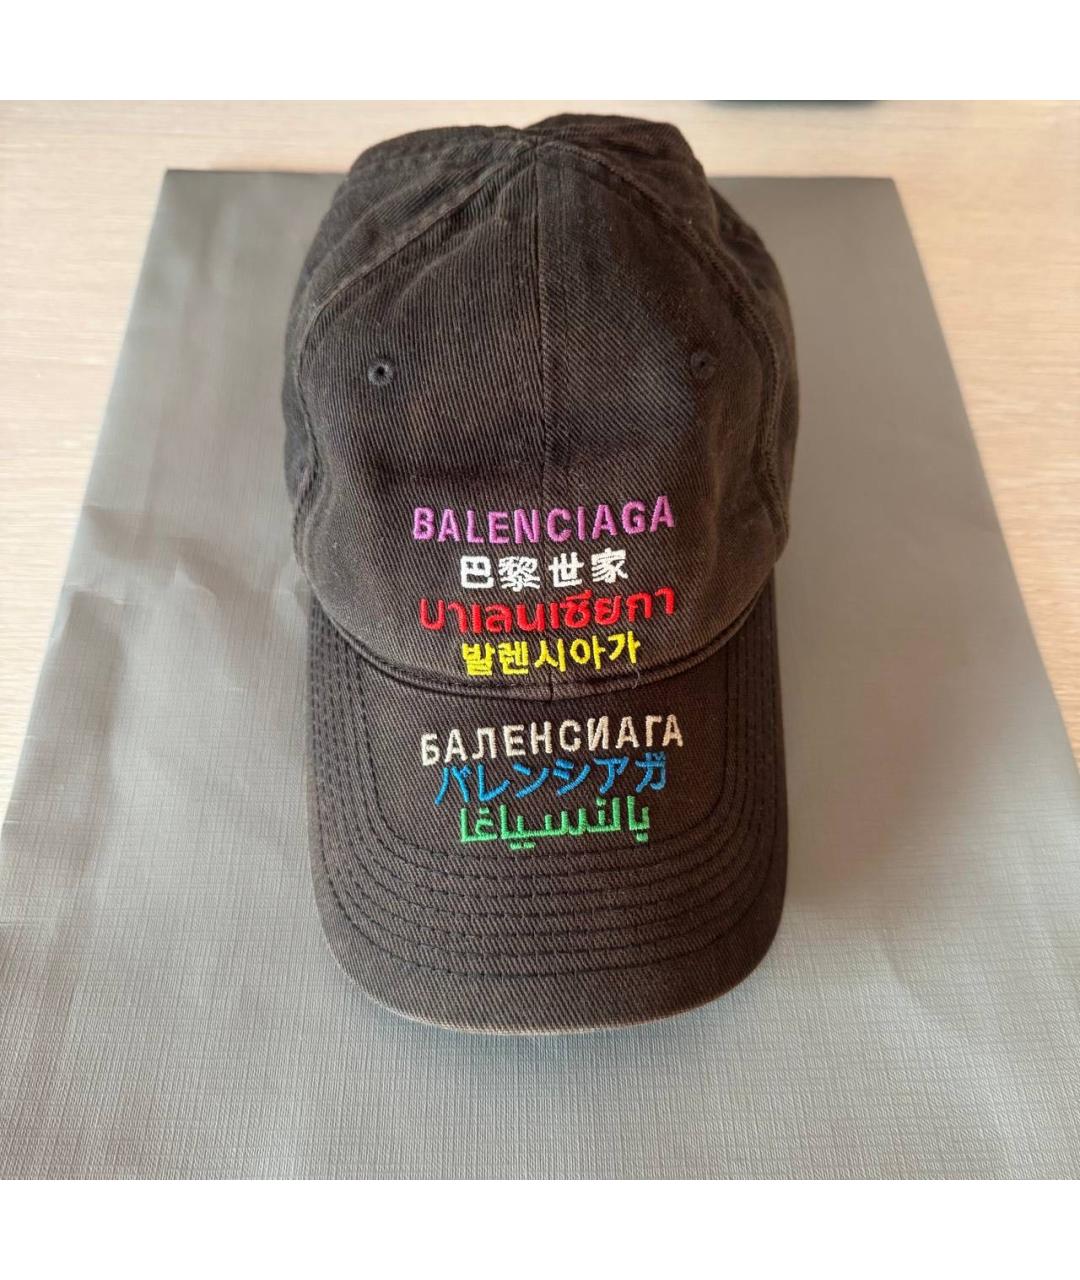 BALENCIAGA
巴黎世家
บาเลนเซียกา
발렌시아가
БАЛЕНСИАГА
バレンシアガ
بالنسياغا